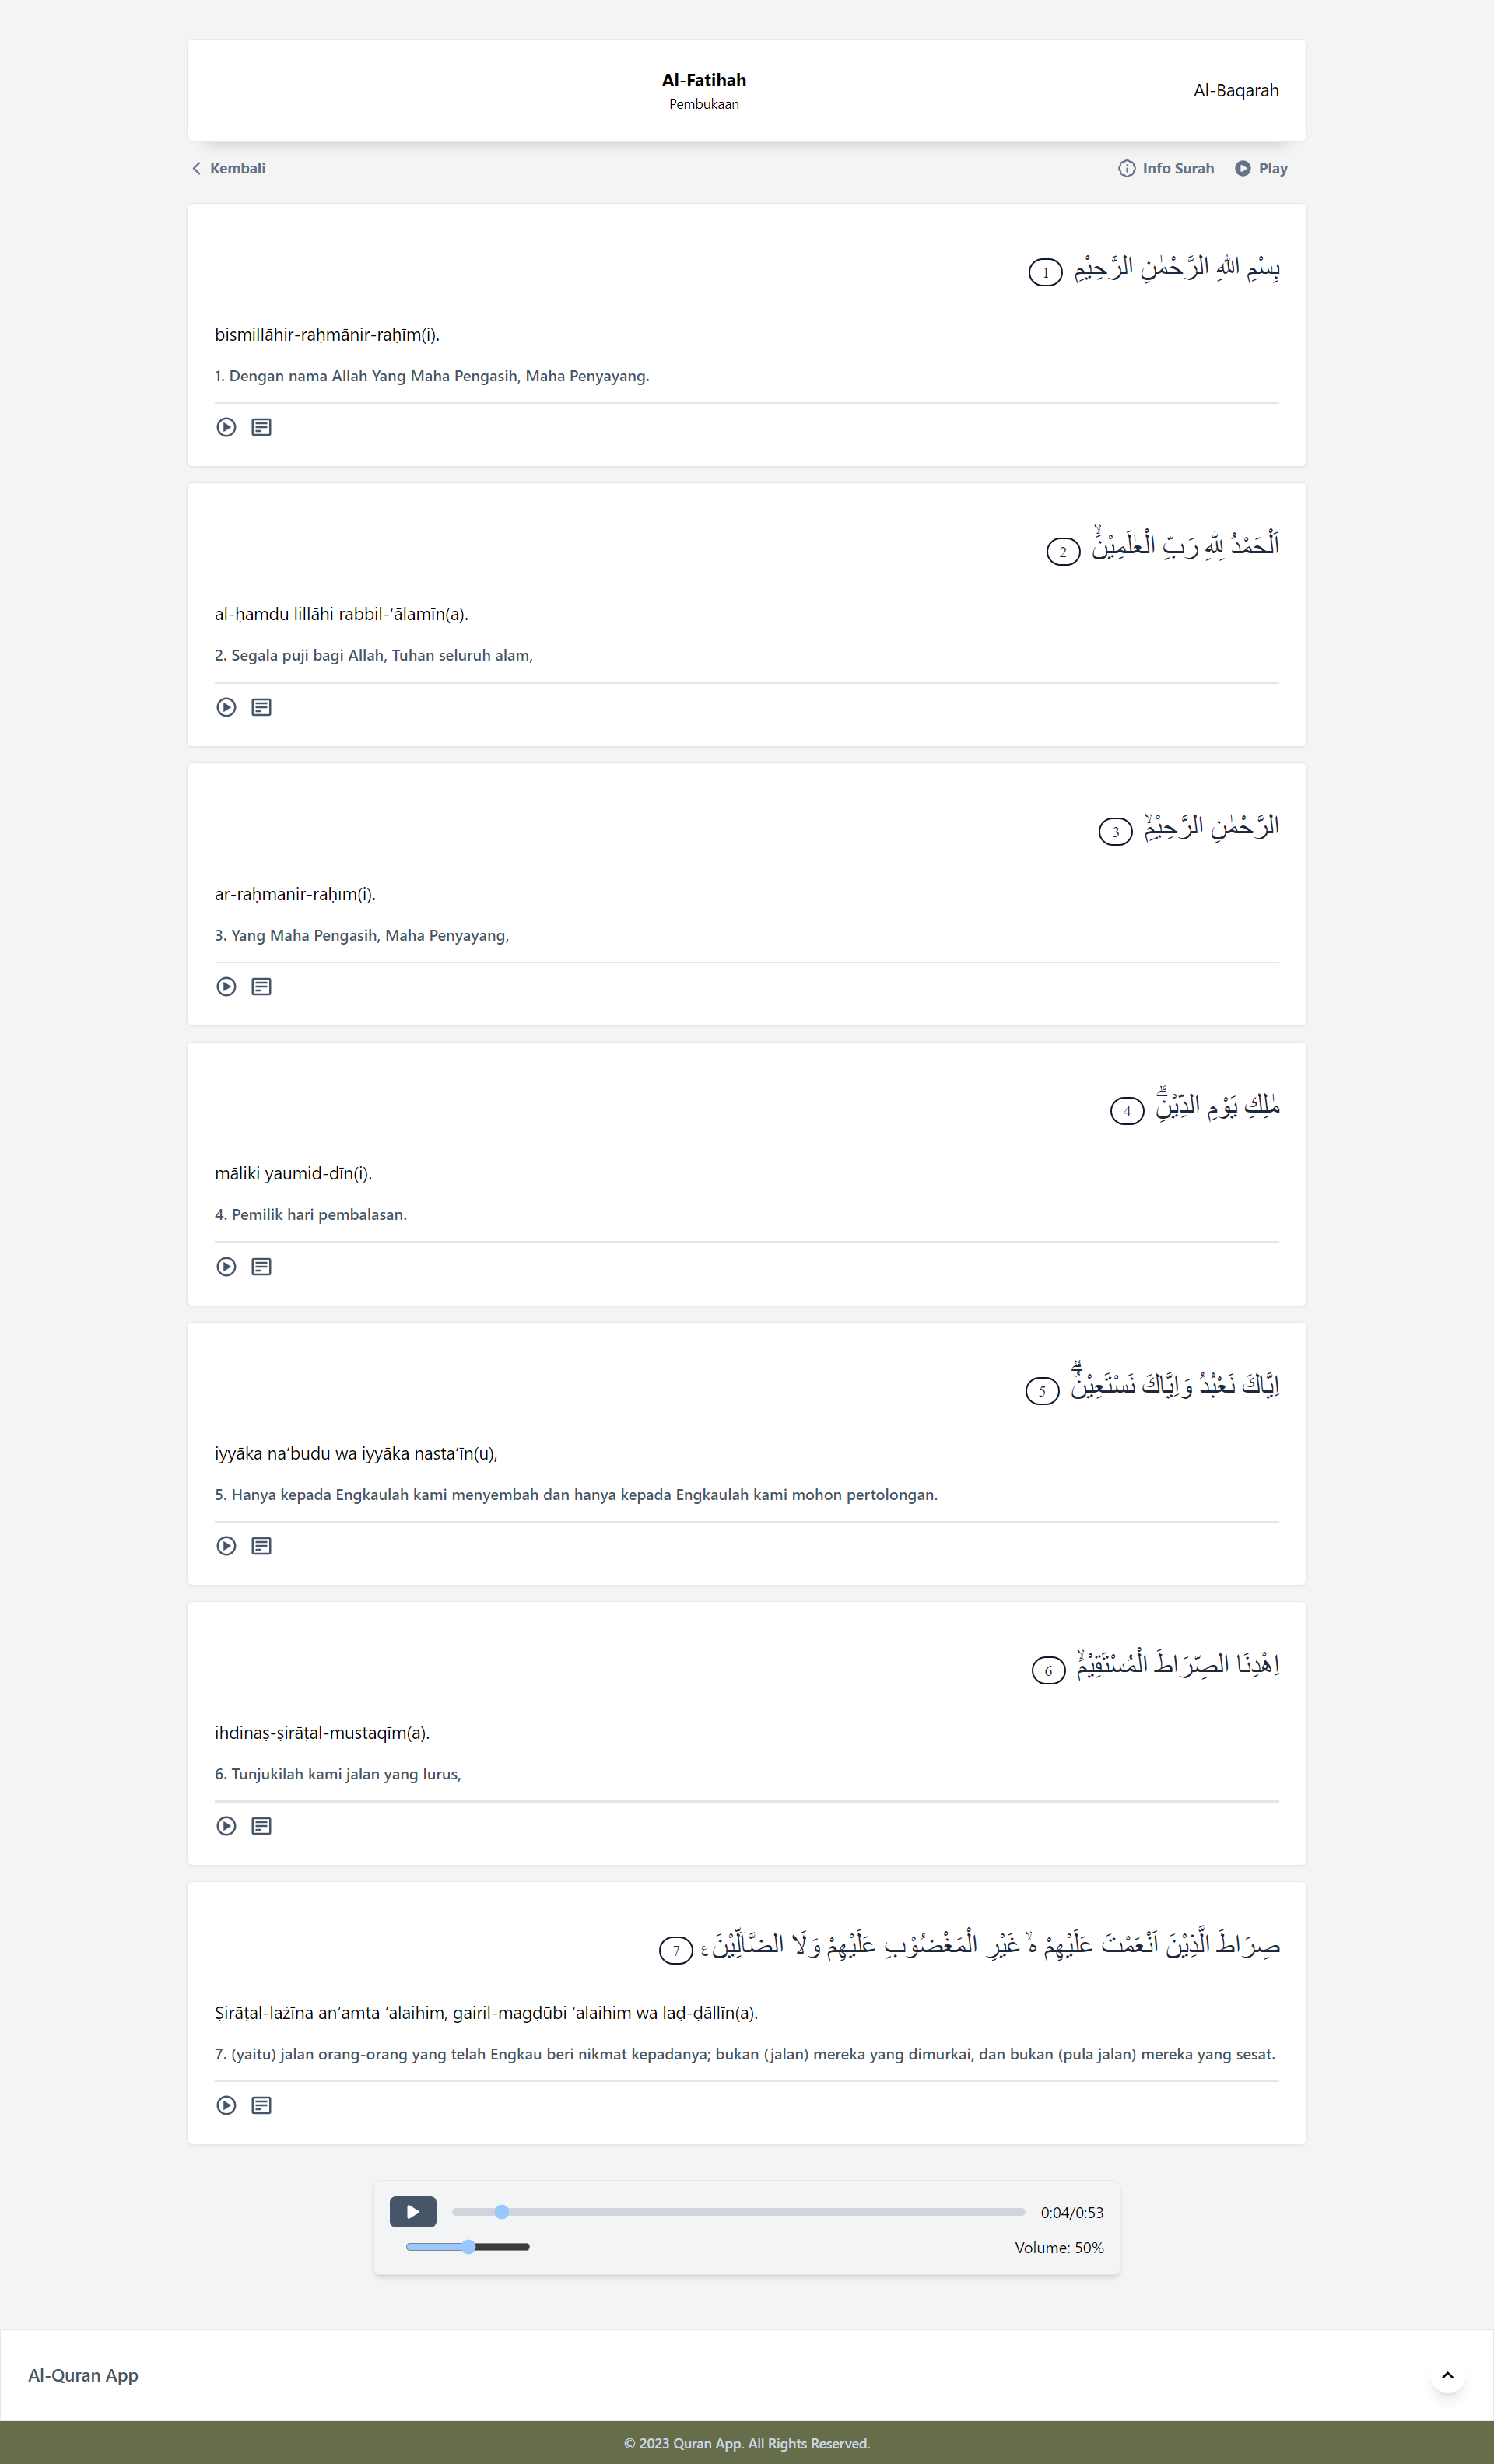 Al-Fatihah
Pembukaan
Al-Baqarah
Kembali
Info Surah
Play
بِسْمِ اللّٰهِ الرَّحْمٰنِ الرَّحِيْمِ 1
bismillāhir-raḥmānir-raḥīm(i).
1. Dengan nama Allah Yang Maha Pengasih, Maha Penyayang.
اَلْحَمْدُ لِلّٰهِ رَبِّ الْعٰلَمِيْنَۙ 2
al-ḥamdu lillāhi rabbil-‘ālamīn(a).
2. Segala puji bagi Allah, Tuhan seluruh alam,
الرَّحْمٰنِ الرَّحِيْمِۙ 3
ar-raḥmānir-raḥīm(i).
3. Yang Maha Pengasih, Maha Penyayang,
مٰلِكِ يَوْمِ الدِّيْنِۗ 4
māliki yaumid-dīn(i).
4. Pemilik hari pembalasan.
اِيَّاكَ نَعْبُدُ وَاِيَّاكَ نَسْتَعِيْنُۗ 5
iyyāka na‘budu wa iyyāka nasta‘īn(u),
5. Hanya kepada Engkaulah kami menyembah dan hanya kepada Engkaulah kami mohon pertolongan.
اِهْدِنَا الصِّرَاطَ الْمُسْتَقِيْمَۙ 6
ihdinaṣ-ṣirāṭal-mustaqīm(a).
6. Tunjukilah kami jalan yang lurus,
صِرَاطَ الَّذِيْنَ اَنْعَمْتَ عَلَيْهِمْ ەۙ غَيْرِ الْمَغْضُوْبِ عَلَيْهِمْ وَلَا الضَّاۤلِّيْنَ ࣖ 7
Ṣirāṭal-lażīna an‘amta ‘alaihim, gairil-magḍūbi ‘alaihim wa laḍ-ḍāllīn(a).
7. (yaitu) jalan orang-orang yang telah Engkau beri nikmat kepadanya; bukan (jalan) mereka yang dimurkai, dan bukan (pula jalan) mereka yang sesat.
0:04/0:53
Volume: 50%
Al-Quran App
© 2023 Quran App. All Rights Reserved.